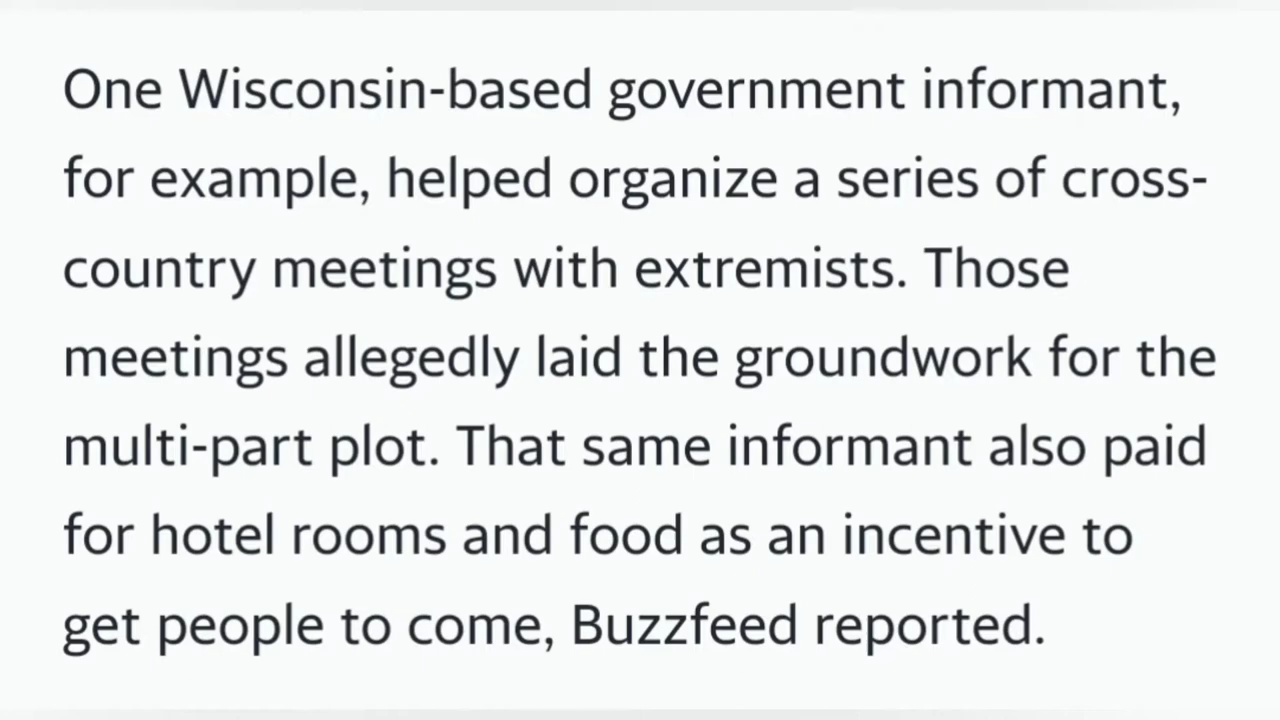 One Wisconsin-based government informant,
for example, helped organize a series of cross-
country meetings with extremists. Those
meetings allegedly laid the groundwork for the
multi-part plot. That same informant also paid
for hotel rooms and food as an incentive to
get people to come, Buzzfeed reported.